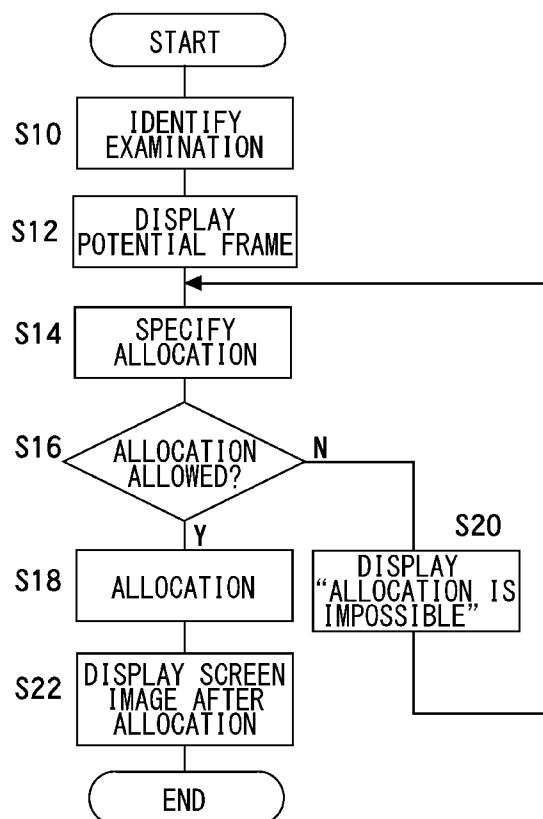 START
S10
IDENTIFY
EXAMINATION
S12
DISPLAY
POTENTIAL FRAME
S14
SPECIFY
ALLOCATION
S16
ALLOCATION
ALLOWED?
N
Y
S20
DISPLAY
“ALLOCATION IS
IMPOSSIBLE”
S18
ALLOCATION
S22
DISPLAY SCREEN
IMAGE AFTER
ALLOCATION
END